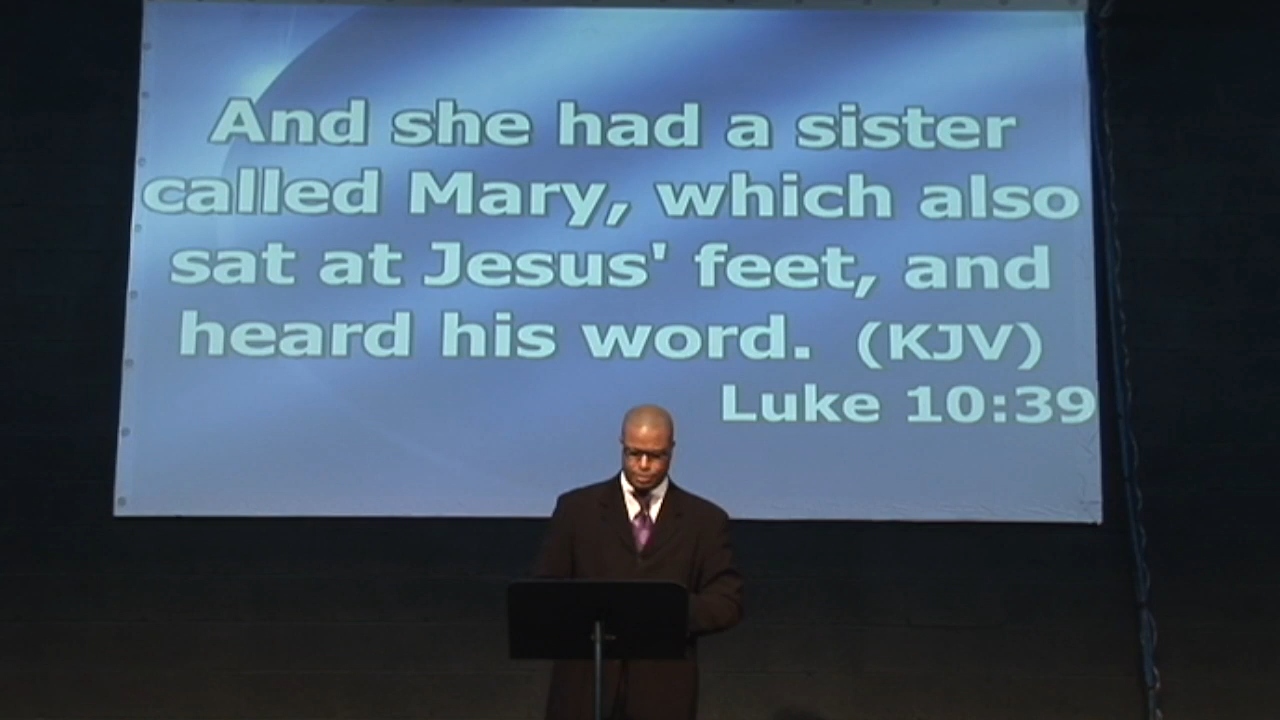 And she had a sister
called Mary, which also
sat at Jesus' feet, and
heard his word. (KJV)
Luke 10:39